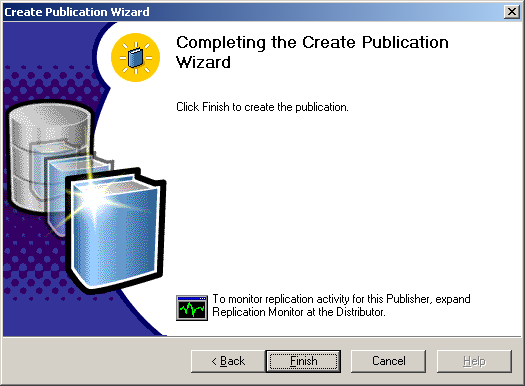 Create Publication Wizard
Completing the Create Publication
Wizard
Click Finish to create the publication.
To monitor replication activity for this Publisher, expand
Replication Monitor at the Distributor.
< Back
Finish
Cancel
Help